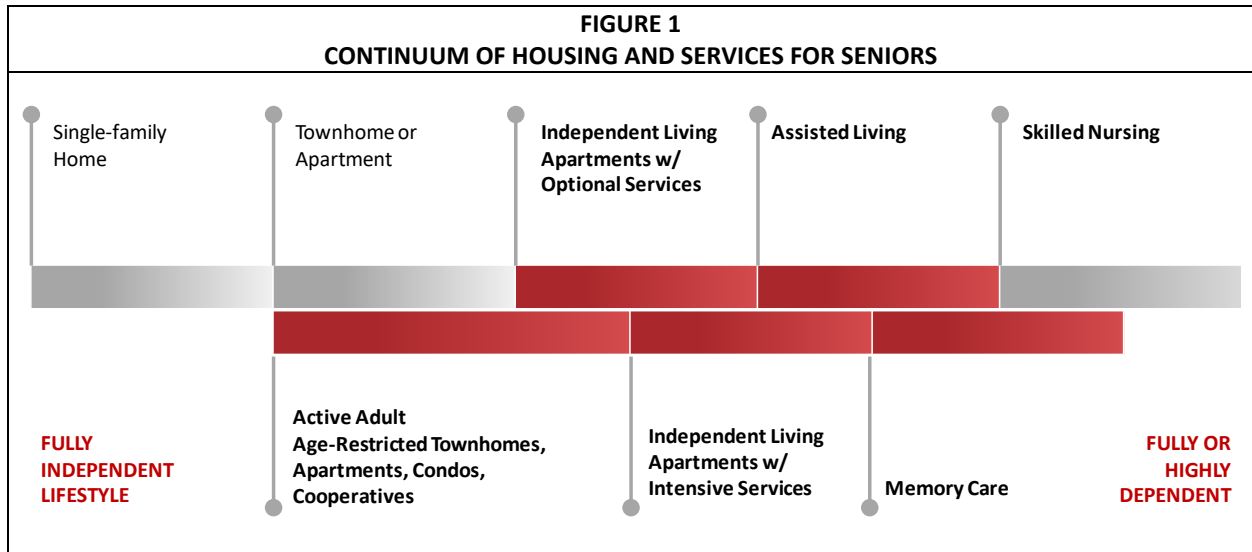 FIGURE 1
CONTINUUM OF HOUSING AND SERVICES FOR SENIORS
Single-family
Home
Townhome or
Apartment
Independent Living
Apartments w/
Optional Services
Assisted Living
Skilled Nursing
FULLY
INDEPENDENT
LIFESTYLE
Active Adult
Age-Restricted Townhomes,
Apartments, Condos,
Cooperatives
Independent Living
Apartments w/
Intensive Services
Memory Care
FULLY OR
HIGHLY
DEPENDENT